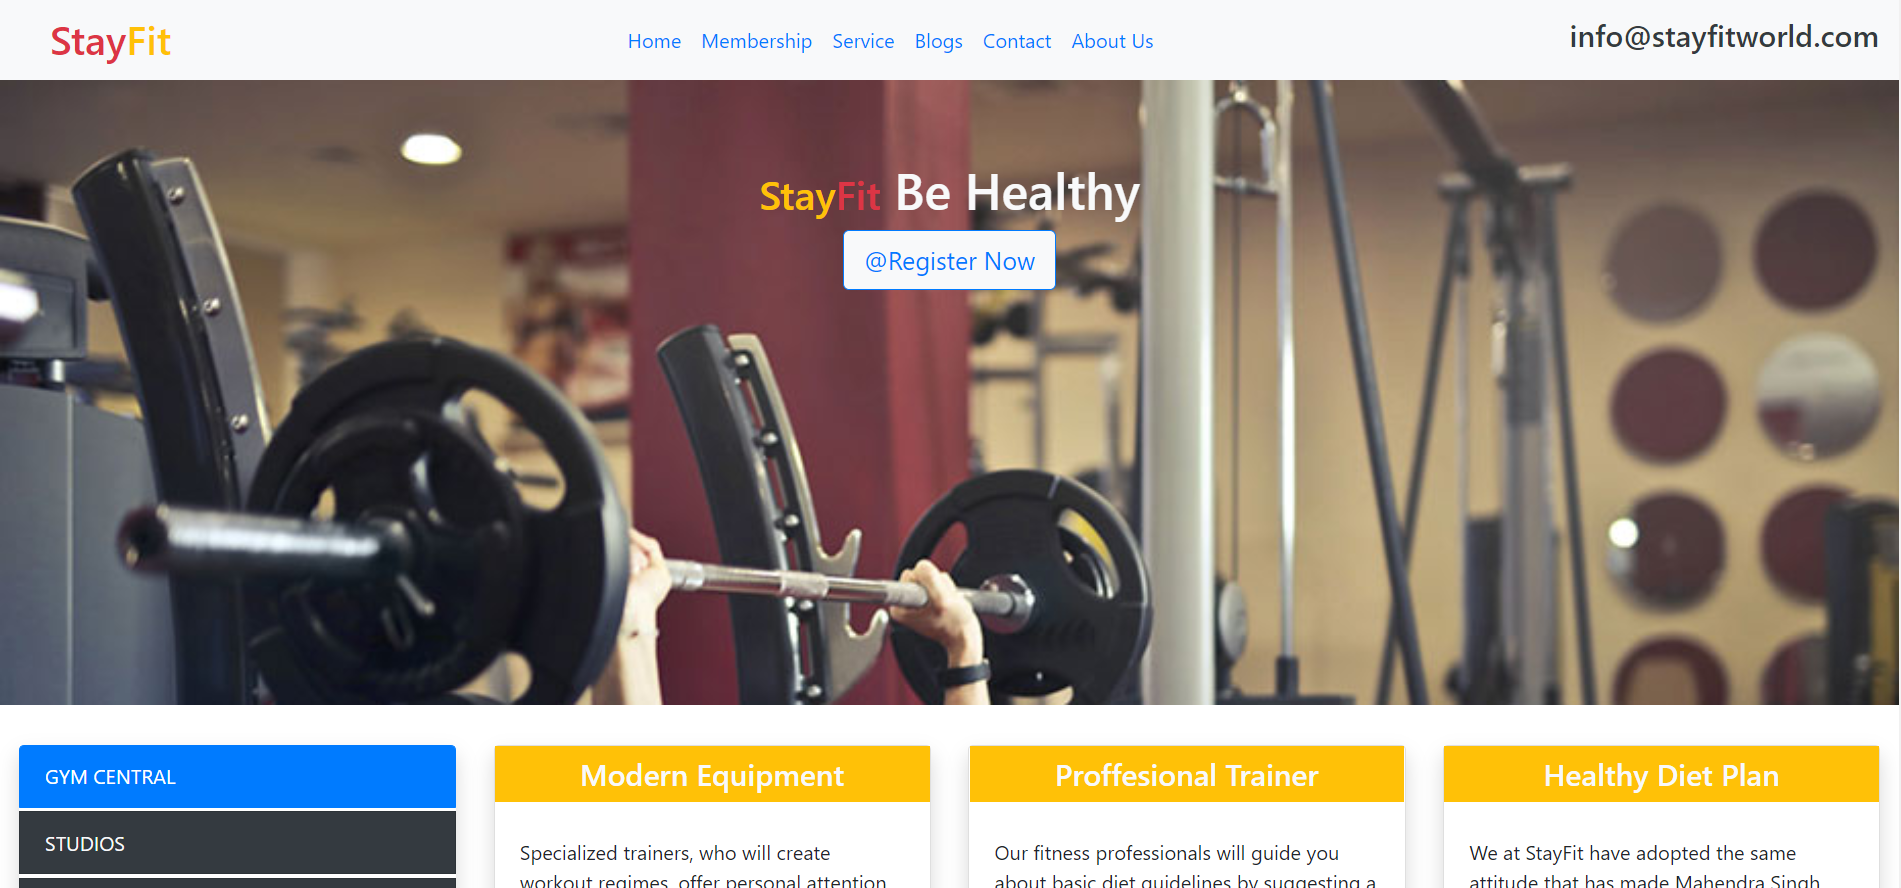 StayFit
Home Membership Service Blogs Contact About Us
info@stayfitworld.com
StayFit Be Healthy
@Register Now
GYM CENTRAL
STUDIOS
Modern Equipment
Specialized trainers, who will create
workout regimes, offer personal attention
Proffesional Trainer
Our fitness professionals will guide you
about basic diet guidelines by suggesting a
Healthy Diet Plan
We at StayFit have adopted the same
attitude that has made Mahendra Singh